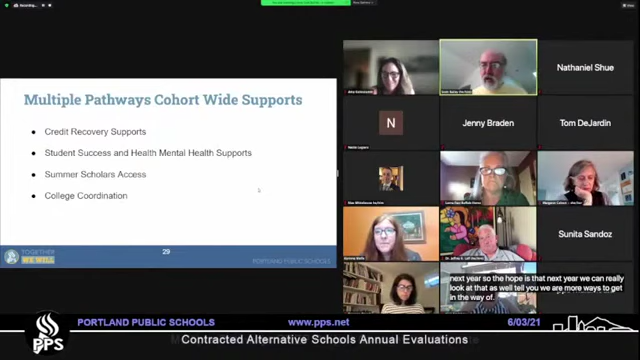 Recording...
Multiple Pathways Cohort Wide Supports
● Credit Recovery Supports
● Student Success and Health Mental Health Supports
● Summer Scholars Access
● College Coordination
TOGETHER
WE WILL
29
PORTLAND PUBLIC SCHOOLS
Nathaniel Shue
N
Jenny Braden
Tom DeJardin
Sunita Sandoz
next year so the hope is that next year we can really
look at that as well tell you we are more ways to get
in the way of.
PORTLAND PUBLIC SCHOOLS
www.pps.net
6/03/21
PPS
Contracted Alternative Schools Annual Evaluations